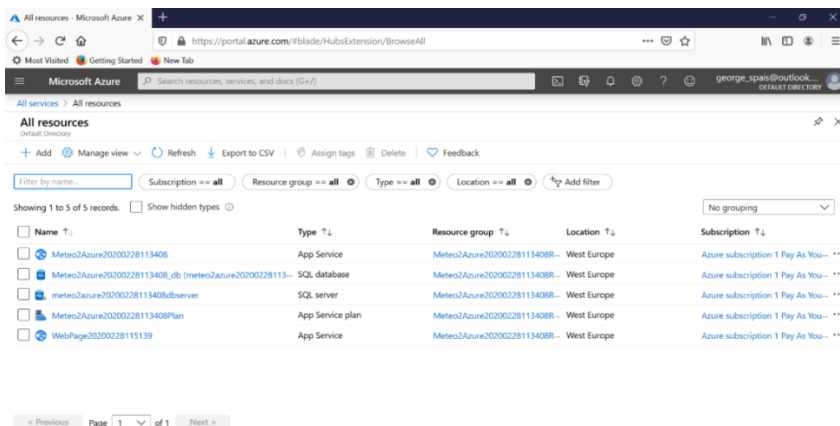 All resources - Microsoft Azure
https://portal.azure.com/#blade/HubsExtension/BrowseAll
Most Visited Getting Started New Tab
Microsoft Azure Search resources, services, and docs (G+/) george_spais@outlook....
DEFAULT DIRECTORY
All services > All resources
All resources
Default Directory
Add Manage view Refresh Export to CSV Assign tags Delete Feedback
Filter by name... Subscription == all Resource group == all Type == all Location == all Add filter
Showing 1 to 5 of 5 records. Show hidden types No grouping
Name Type Resource group Location Subscription
Meteo2Azure20200228113408 App Service Meteo2Azure20200228113408R... West Europe Azure subscription 1 Pay As You...
Meteo2Azure20200228113408_db (meteo2azure20200228113... SQL database Meteo2Azure20200228113408R... West Europe Azure subscription 1 Pay As You...
meteo2azure20200228113408dbserver SQL server Meteo2Azure20200228113408R... West Europe Azure subscription 1 Pay As You...
Meteo2Azure20200228113408Plan App Service plan Meteo2Azure20200228113408R... West Europe Azure subscription 1 Pay As You...
WebPage20200228115139 App Service Meteo2Azure20200228113408R... West Europe Azure subscription 1 Pay As You...
< Previous Page 1 of 1 Next >